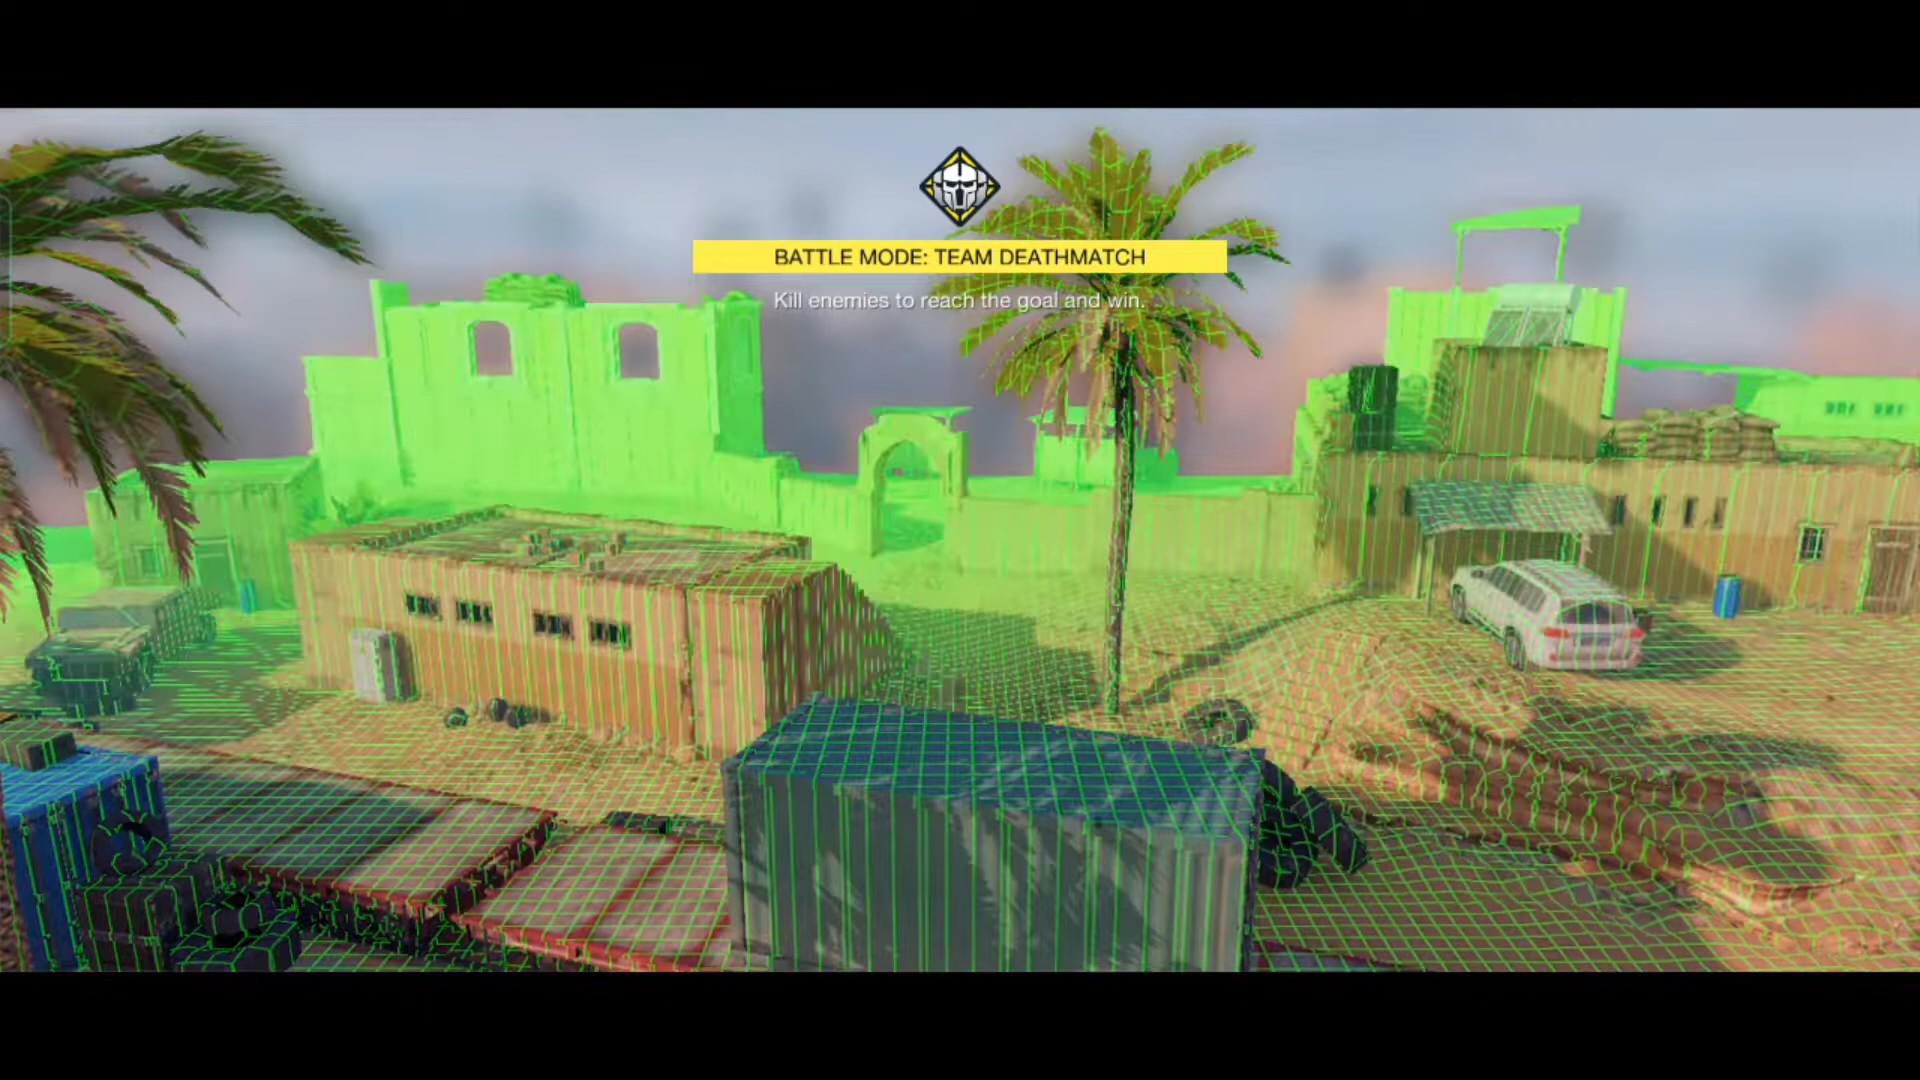 BATTLE MODE: TEAM DEATHMATCH
Kill enemies to reach the goal and win.